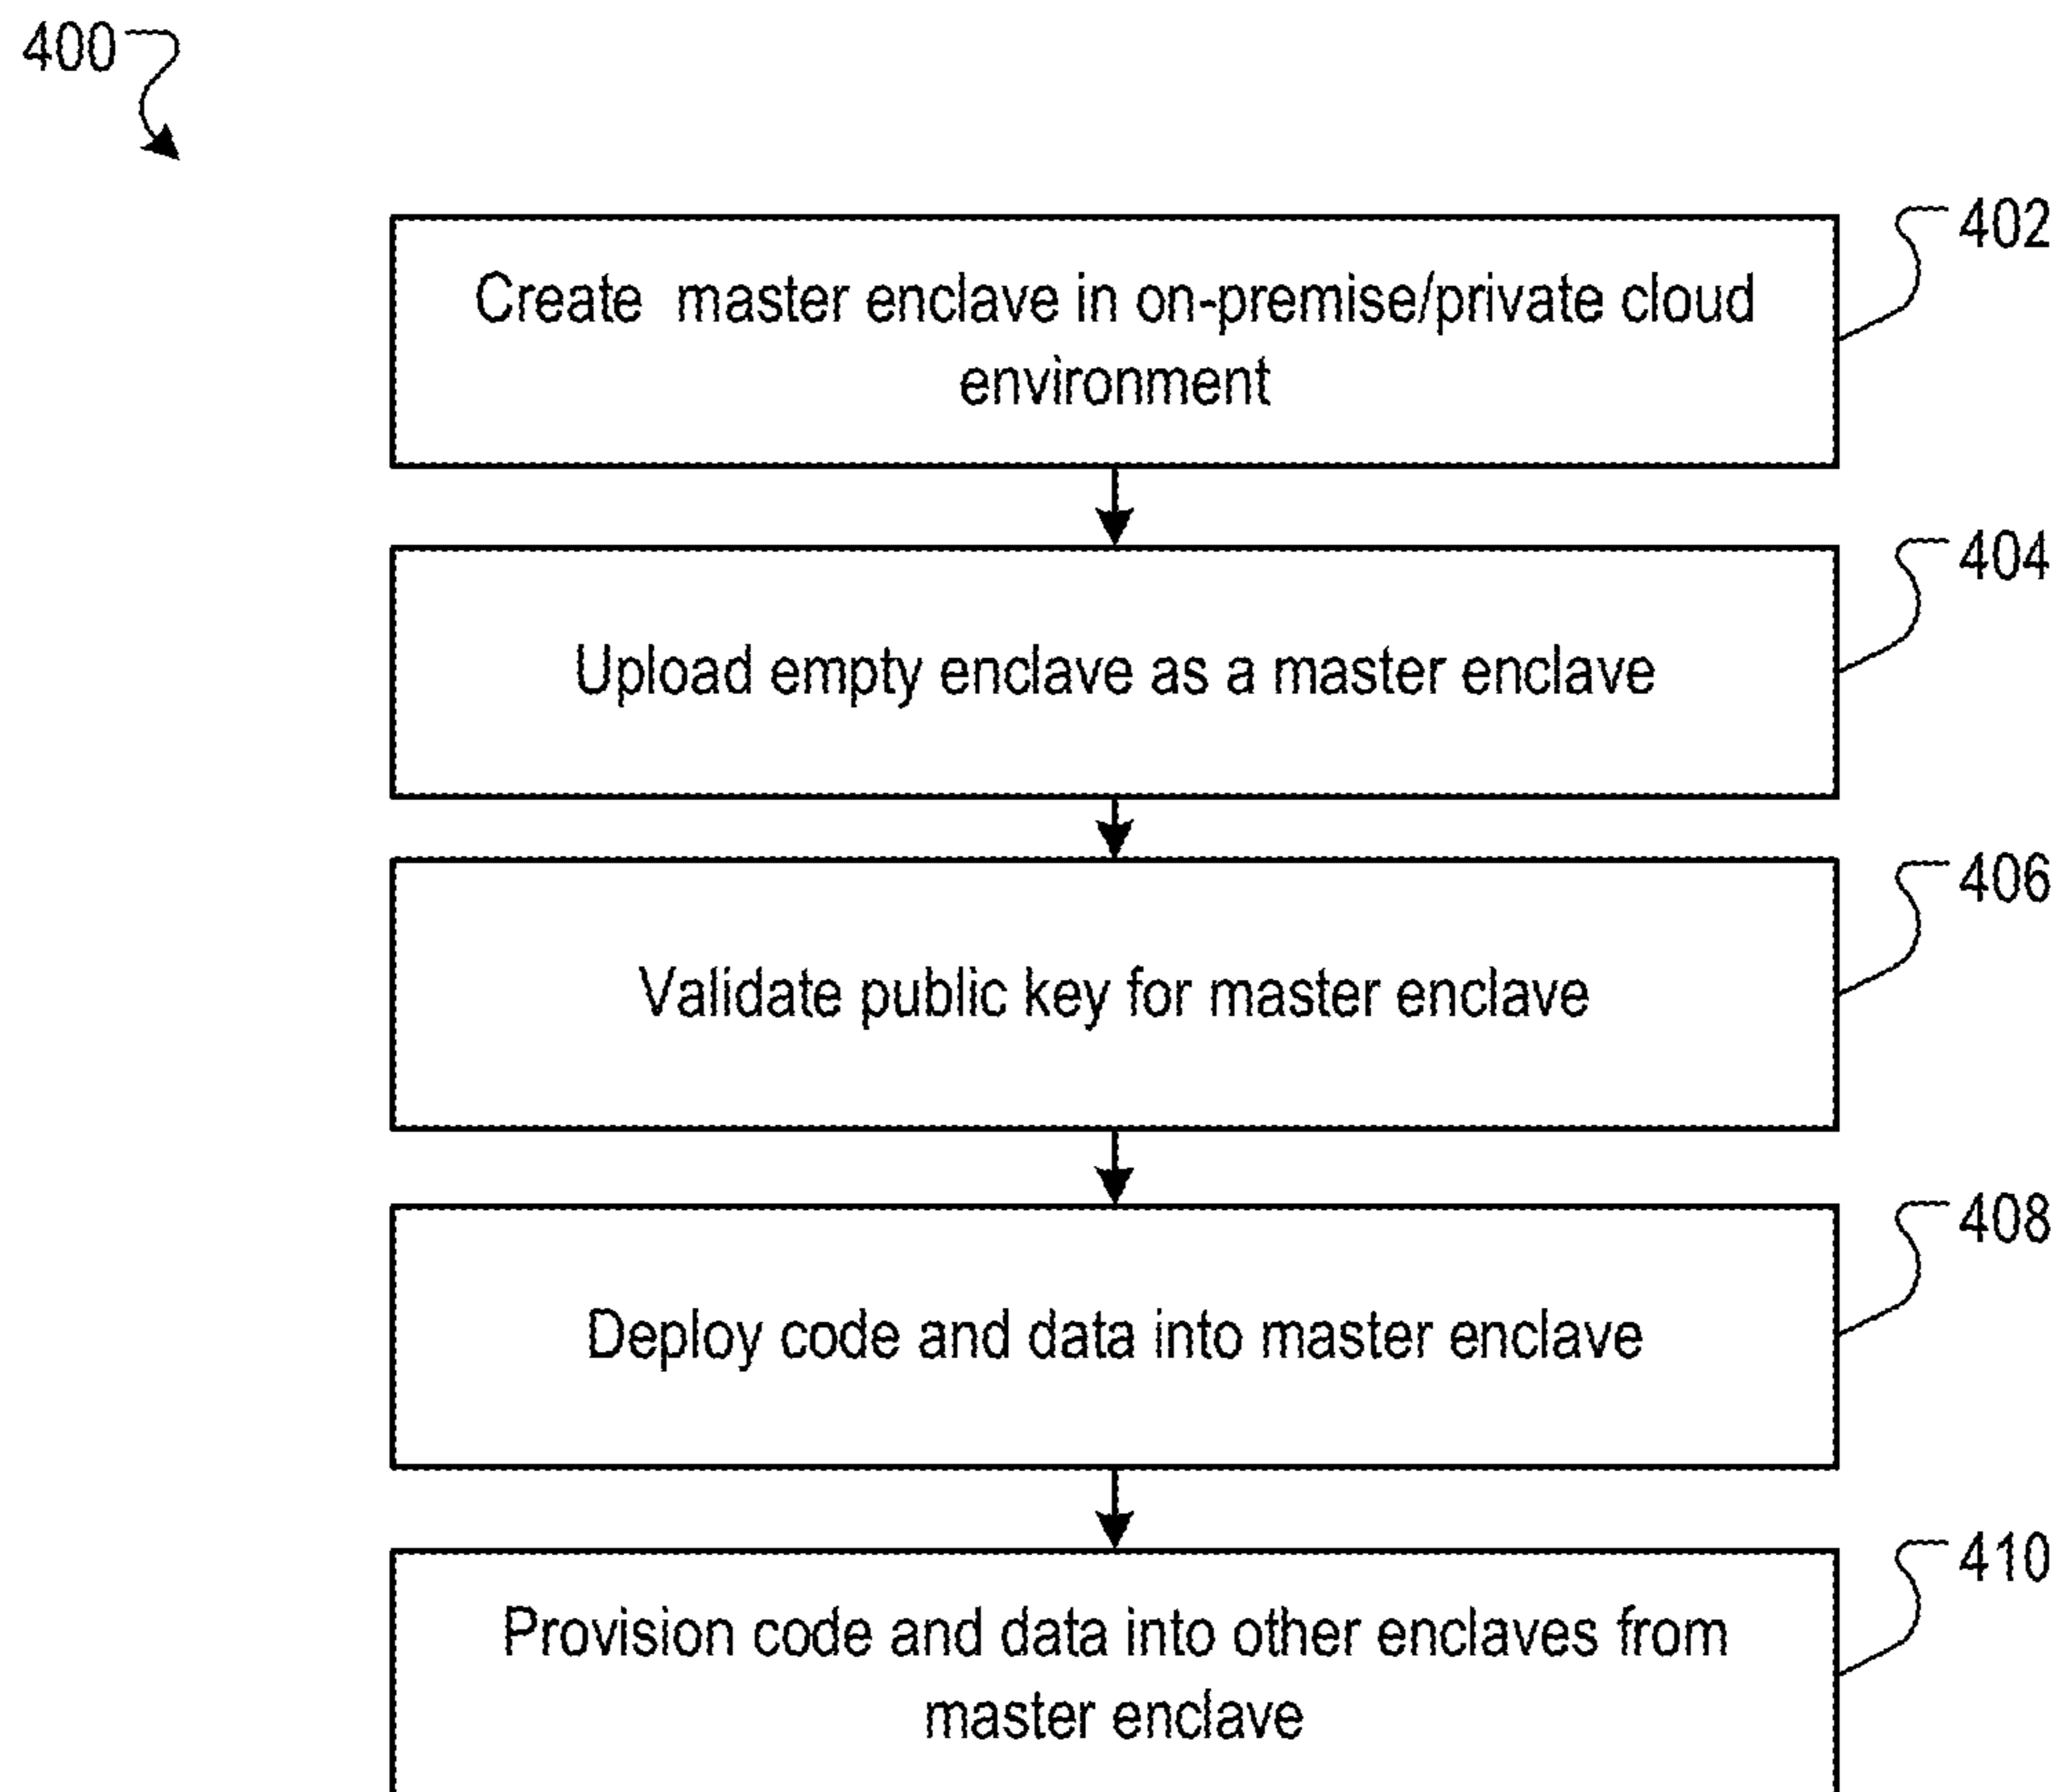 400
402
Create master enclave in on-premise/private cloud
environment
404
Upload empty enclave as a master enclave
406
Validate public key for master enclave
408
Deploy code and data into master enclave
410
Provision code and data into other enclaves from
master enclave